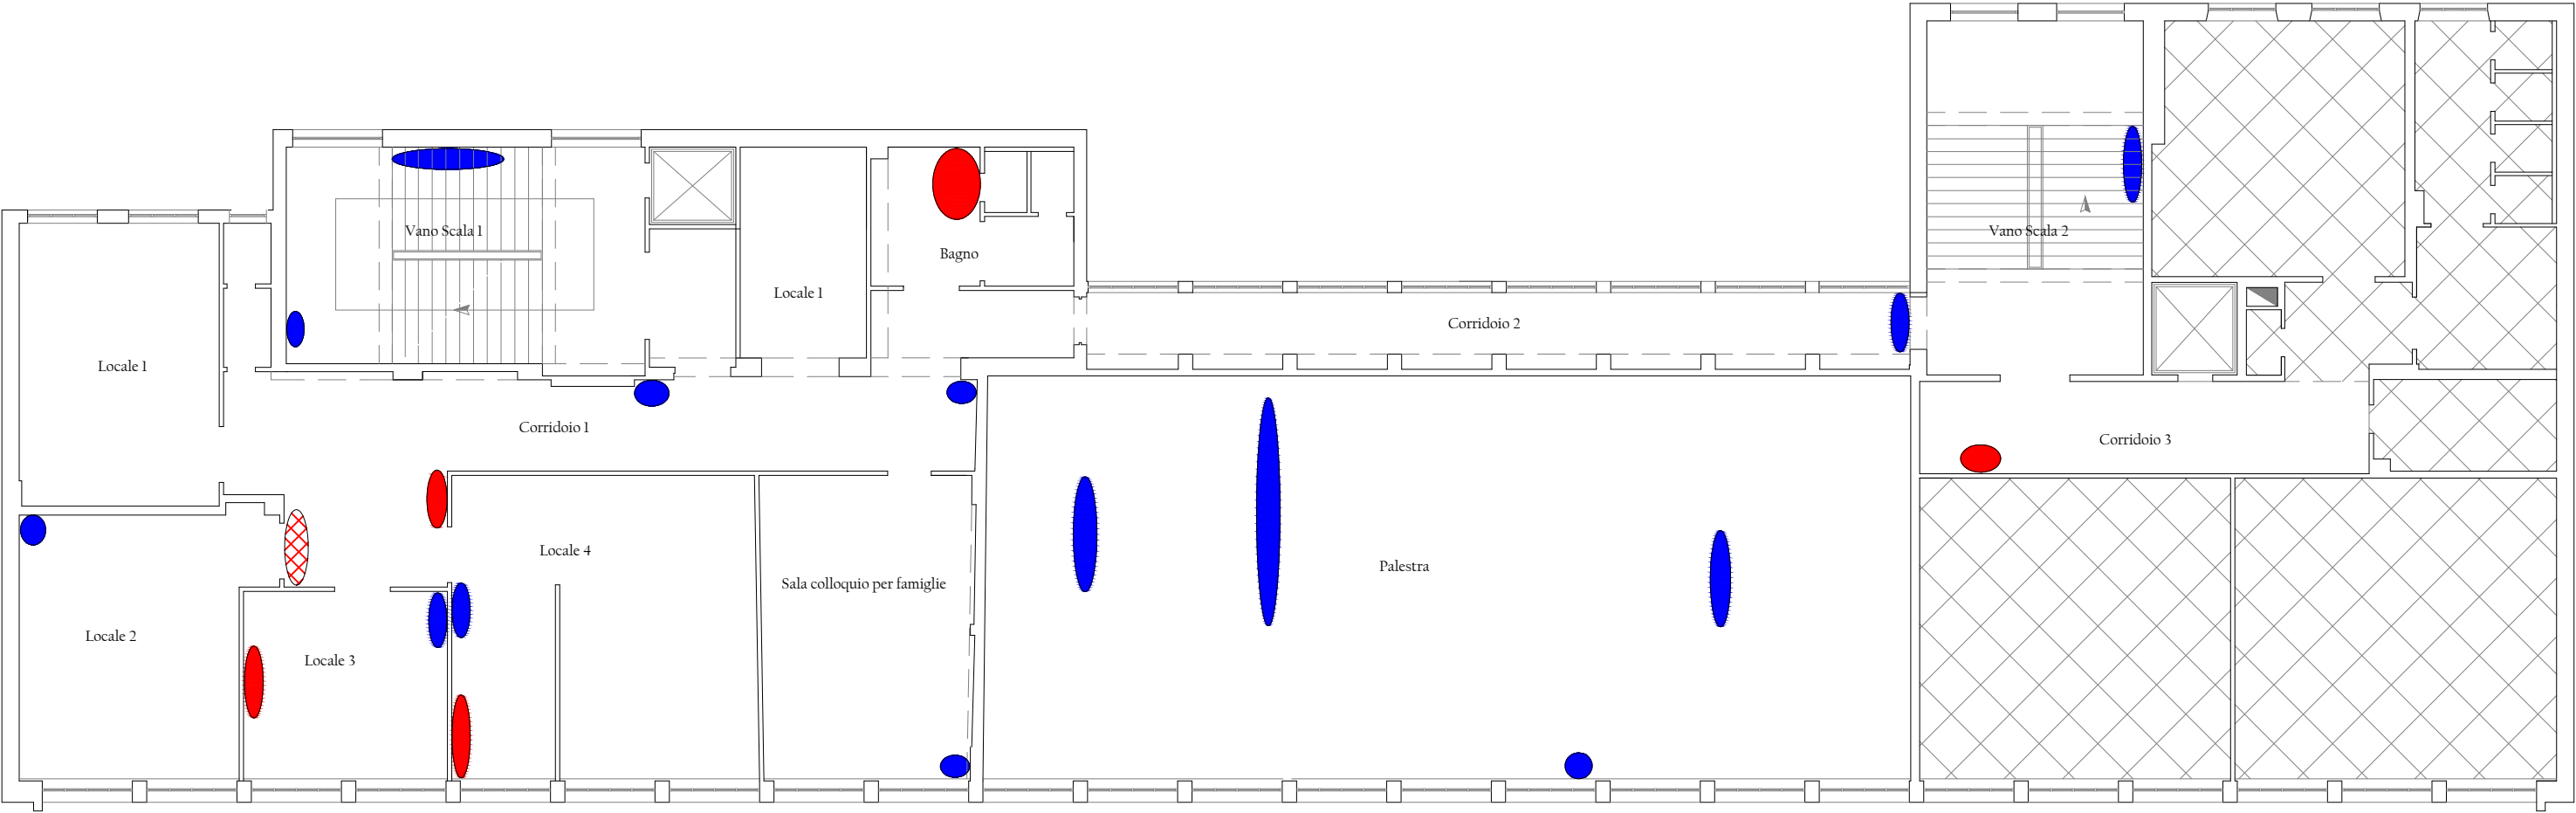 Vano Scala 1
Vano Scala 2
Bagno
Locale 1
Corridoio 2
Locale 1
Corridoio 1
Corridoio 3
Locale 4
Palestra
Sala colloquio per famiglie
Locale 2
Locale 3